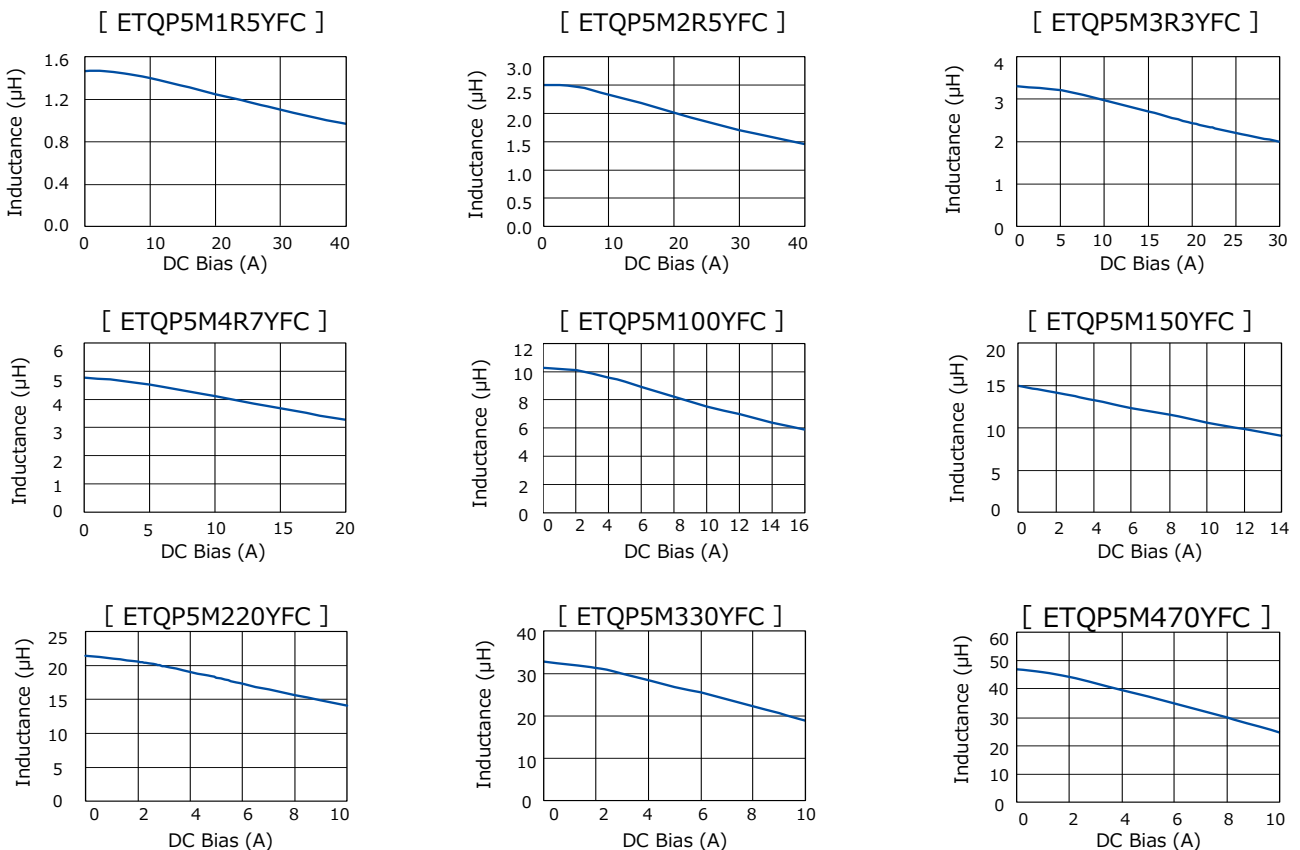 [ ETQP5M1R5YFC ]
Inductance (μH)
1.6
1.2
0.8
0.4
0.0
0 10 20 30 40
DC Bias (A)
[ ETQP5M2R5YFC ]
Inductance (μH)
3.0
2.5
2.0
1.5
1.0
0.5
0.0
0 10 20 30 40
DC Bias (A)
[ ETQP5M3R3YFC ]
Inductance (μH)
4
3
2
1
0
0 5 10 15 20 25 30
DC Bias (A)
[ ETQP5M4R7YFC ]
Inductance (μH)
6
5
4
3
2
1
0
0 5 10 15 20
DC Bias (A)
[ ETQP5M100YFC ]
Inductance (μH)
12
10
8
6
4
2
0
0 2 4 6 8 10 12 14 16
DC Bias (A)
[ ETQP5M150YFC ]
Inductance (μH)
20
15
10
5
0
0 2 4 6 8 10 12 14
DC Bias (A)
[ ETQP5M220YFC ]
Inductance (μH)
25
20
15
10
5
0
0 2 4 6 8 10
DC Bias (A)
[ ETQP5M330YFC ]
Inductance (μH)
40
30
20
10
0
0 2 4 6 8 10
DC Bias (A)
[ ETQP5M470YFC ]
Inductance (μH)
60
50
40
30
20
10
0
0 2 4 6 8 10
DC Bias (A)